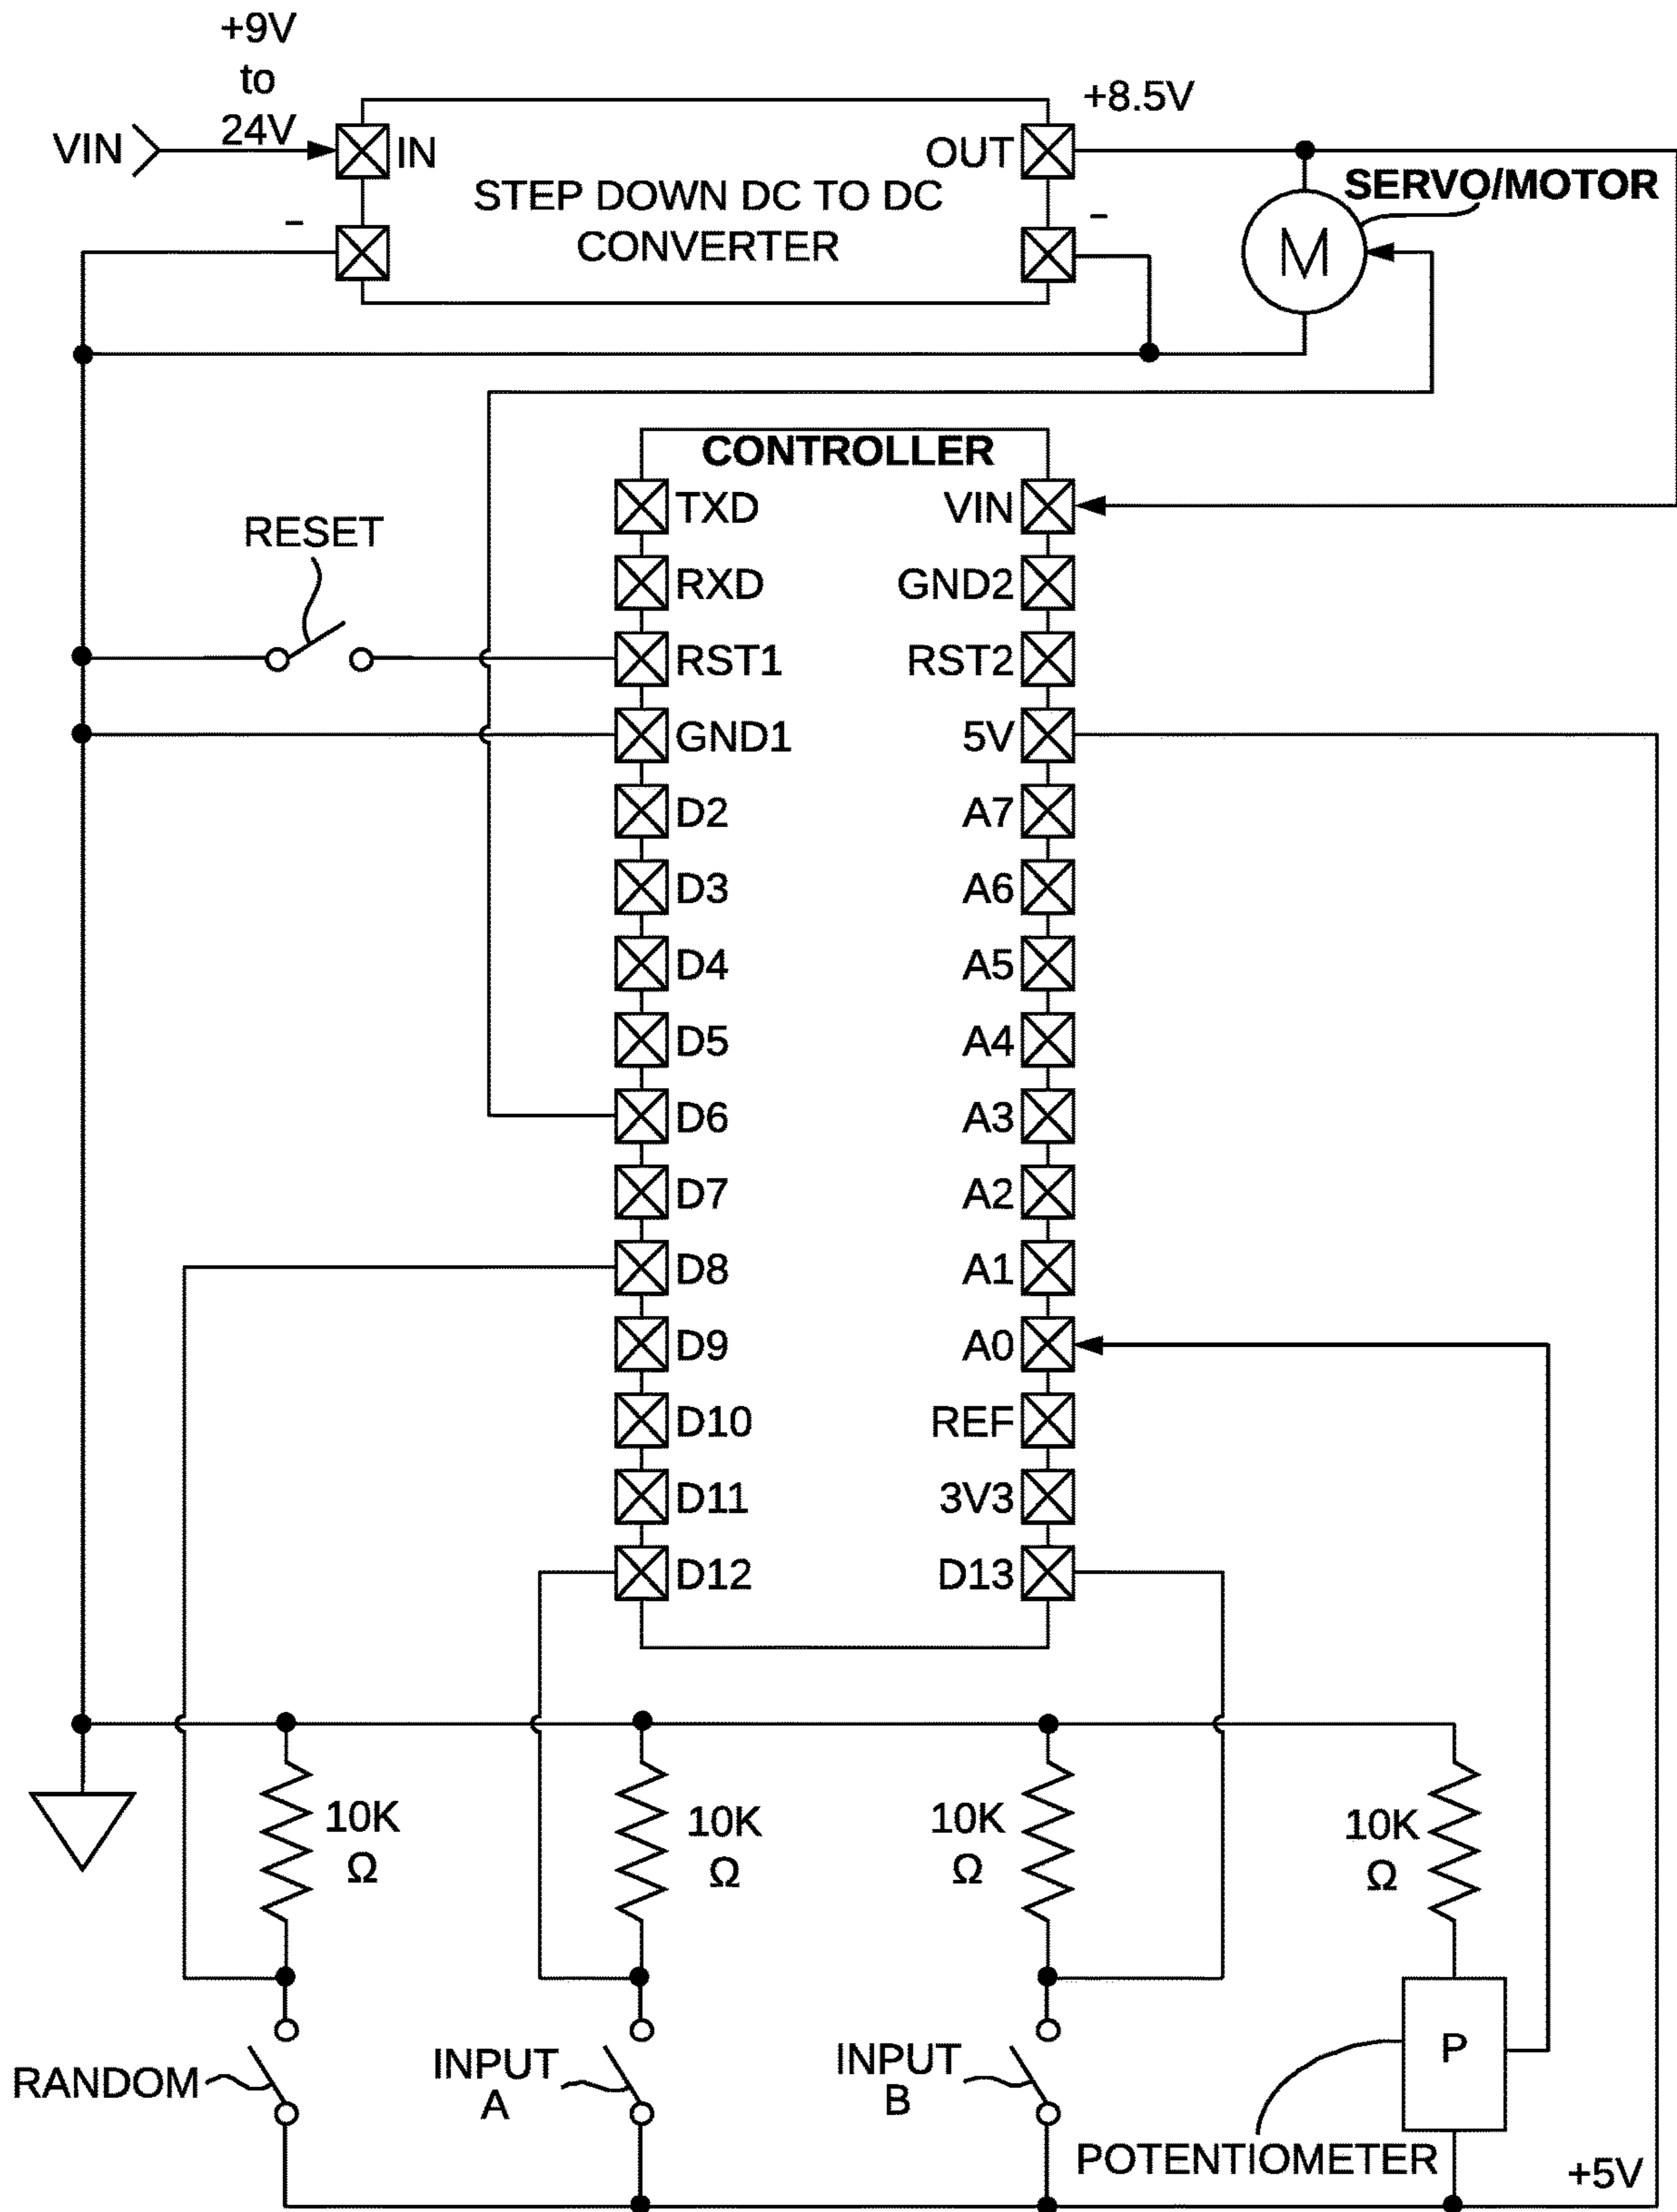 +9V
to
24V
VIN
IN
-
STEP DOWN DC TO DC
CONVERTER
OUT
+8.5V
-
SERVO/MOTOR
M
CONTROLLER
TXD
VIN
RXD
GND2
RESET
RST1
RST2
GND1
5V
D2
A7
D3
A6
D4
A5
D5
A4
D6
A3
D7
A2
D8
A1
D9
A0
D10
REF
D11
3V3
D12
D13
10K
Ω
10K
Ω
10K
Ω
10K
Ω
RANDOM
INPUT
A
INPUT
B
P
POTENTIOMETER
+5V